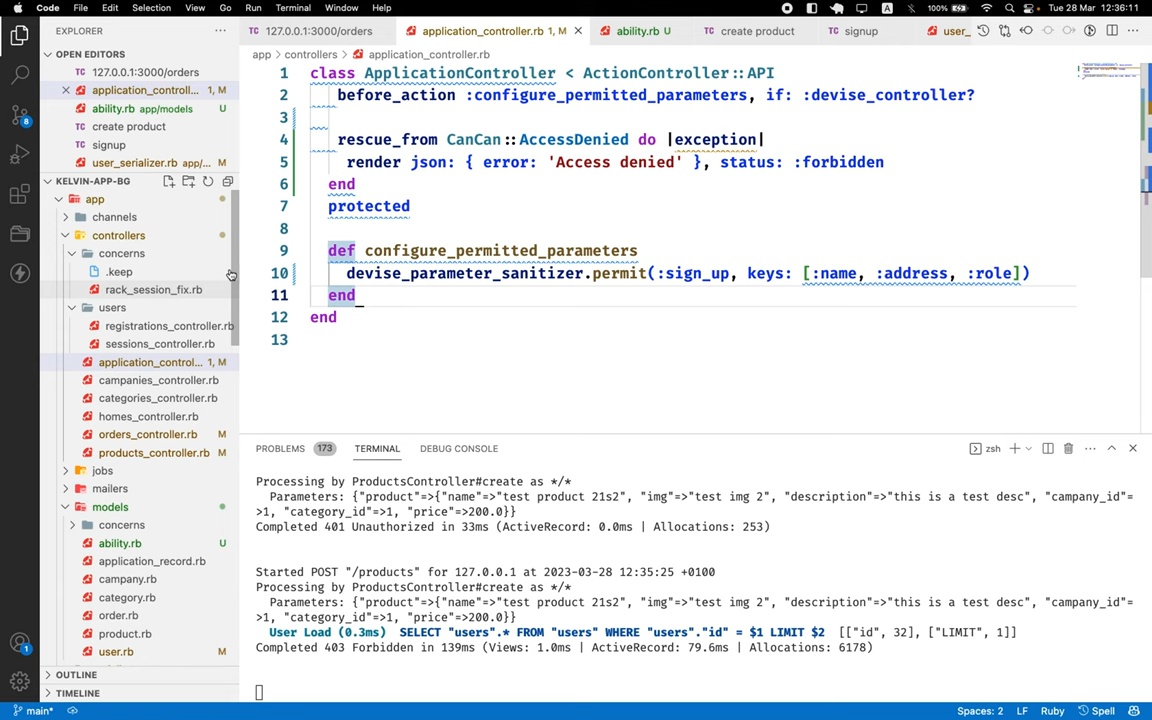 Code File Edit Selection View Go Run Terminal Window Help 100% Tue 28 Mar 12:36:11
EXPLORER
127.0.0.1:3000/orders application_controller.rb 1, M ability.rb U create product signup user_
OPEN EDITORS
app > controllers > application_controller.rb
127.0.0.1:3000/orders
application_controll... 1, M
ability.rb app/models U
create product
signup
user_serializer.rb app/... M
KELVIN-APP-BG
app
channels
controllers
concerns
.keep
rack_session_fix.rb
users
registrations_controller.rb
sessions_controller.rb
application_control... 1, M
campanies_controller.rb
categories_controller.rb
homes_controller.rb
orders_controller.rb M
products_controller.rb M
jobs
mailers
models
concerns
ability.rb U
application_record.rb
campany.rb
category.rb
order.rb
product.rb
user.rb M
OUTLINE
TIMELINE
8
1
1 class ApplicationController < ActionController::API
2 before_action :configure_permitted_parameters, if: :devise_controller?
3
4 rescue_from CanCan::AccessDenied do |exception|
5 render json: { error: 'Access denied' }, status: :forbidden
6 end
7 protected
8
9 def configure_permitted_parameters
10 devise_parameter_sanitizer.permit(:sign_up, keys: [:name, :address, :role])
11 end
12 end
13
PROBLEMS 173 TERMINAL DEBUG CONSOLE zsh
Processing by ProductsController#create as */*
Parameters: {"product"=>{"name"=>"test product 21s2", "img"=>"test img 2", "description"=>"this is a test desc", "campany_id"=
>1, "category_id"=>1, "price"=>200.0}}
Completed 401 Unauthorized in 33ms (ActiveRecord: 0.0ms | Allocations: 253)
Started POST "/products" for 127.0.0.1 at 2023-03-28 12:35:25 +0100
Processing by ProductsController#create as */*
Parameters: {"product"=>{"name"=>"test product 21s2", "img"=>"test img 2", "description"=>"this is a test desc", "campany_id"=
>1, "category_id"=>1, "price"=>200.0}}
User Load (0.3ms) SELECT "users".* FROM "users" WHERE "users"."id" = $1 LIMIT $2 [["id", 32], ["LIMIT", 1]]
Completed 403 Forbidden in 139ms (Views: 1.0ms | ActiveRecord: 79.6ms | Allocations: 6178)
main* Spaces: 2 LF Ruby Spell